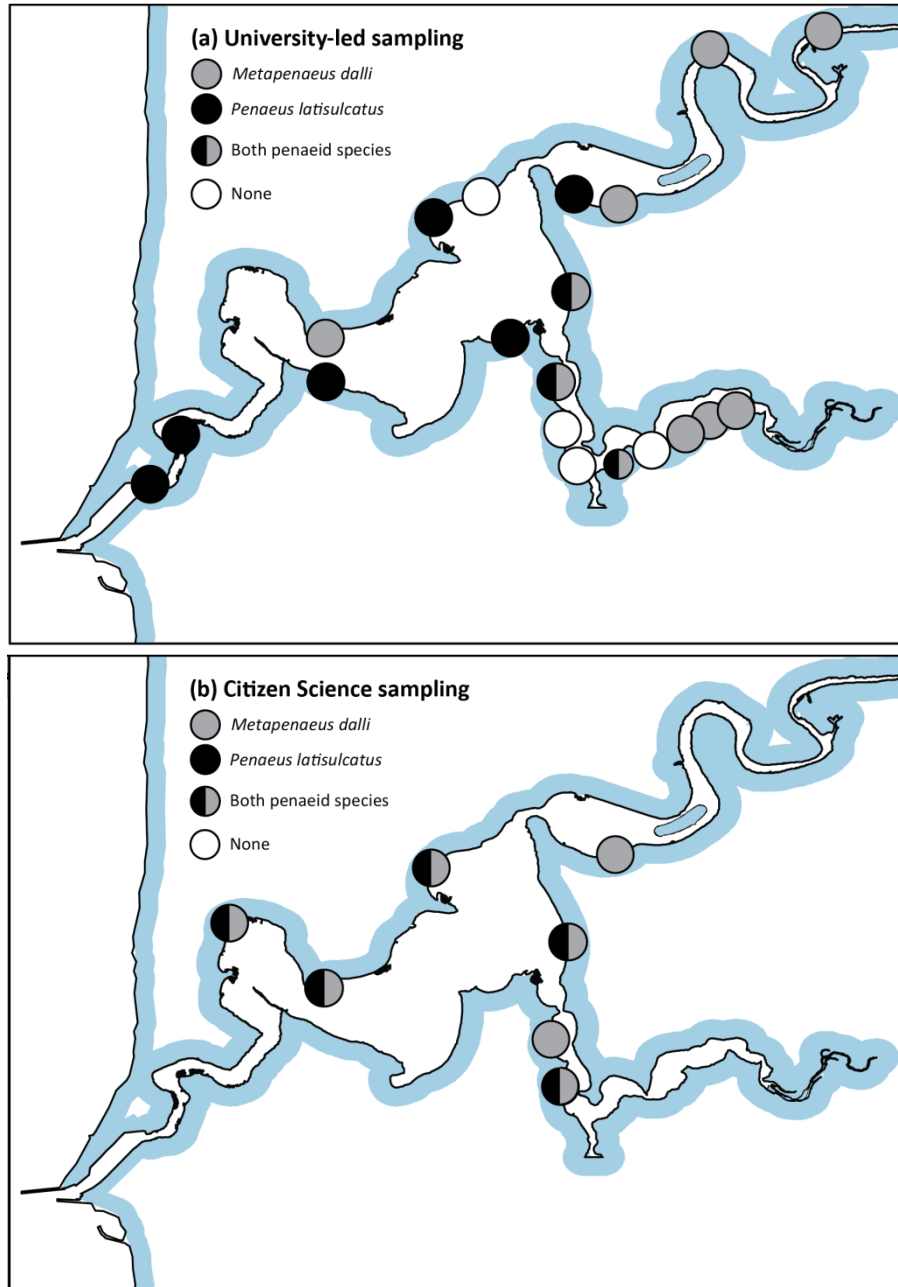 (a) University-led sampling
Metapenaeus dalli
Penaeus latisulcatus
Both penaeid species
None
(b) Citizen Science sampling
Metapenaeus dalli
Penaeus latisulcatus
Both penaeid species
None